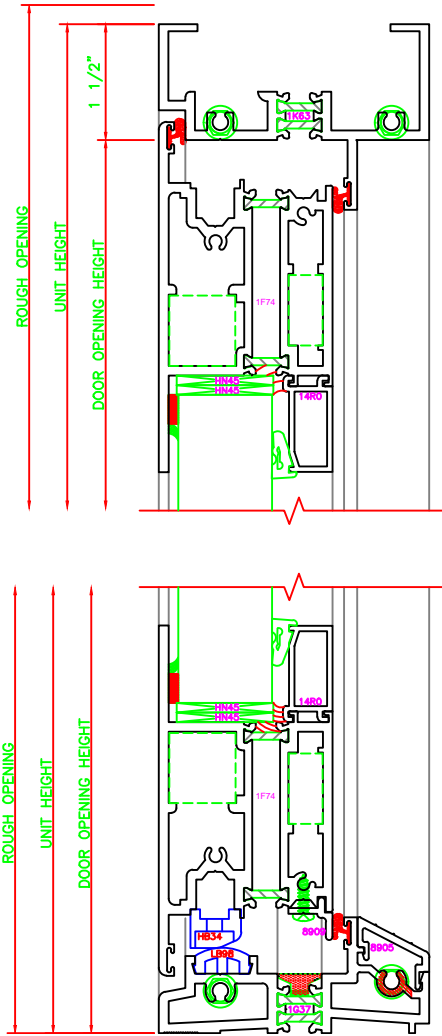 ROUGH OPENING
UNIT HEIGHT
DOOR OPENING HEIGHT
1 1/2"
1K63
1F74
HN45
HN45
14R0
ROUGH OPENING
UNIT HEIGHT
DOOR OPENING HEIGHT
14R0
HN45
HN45
1F74
HB34
LB98
8909
8905
1G37